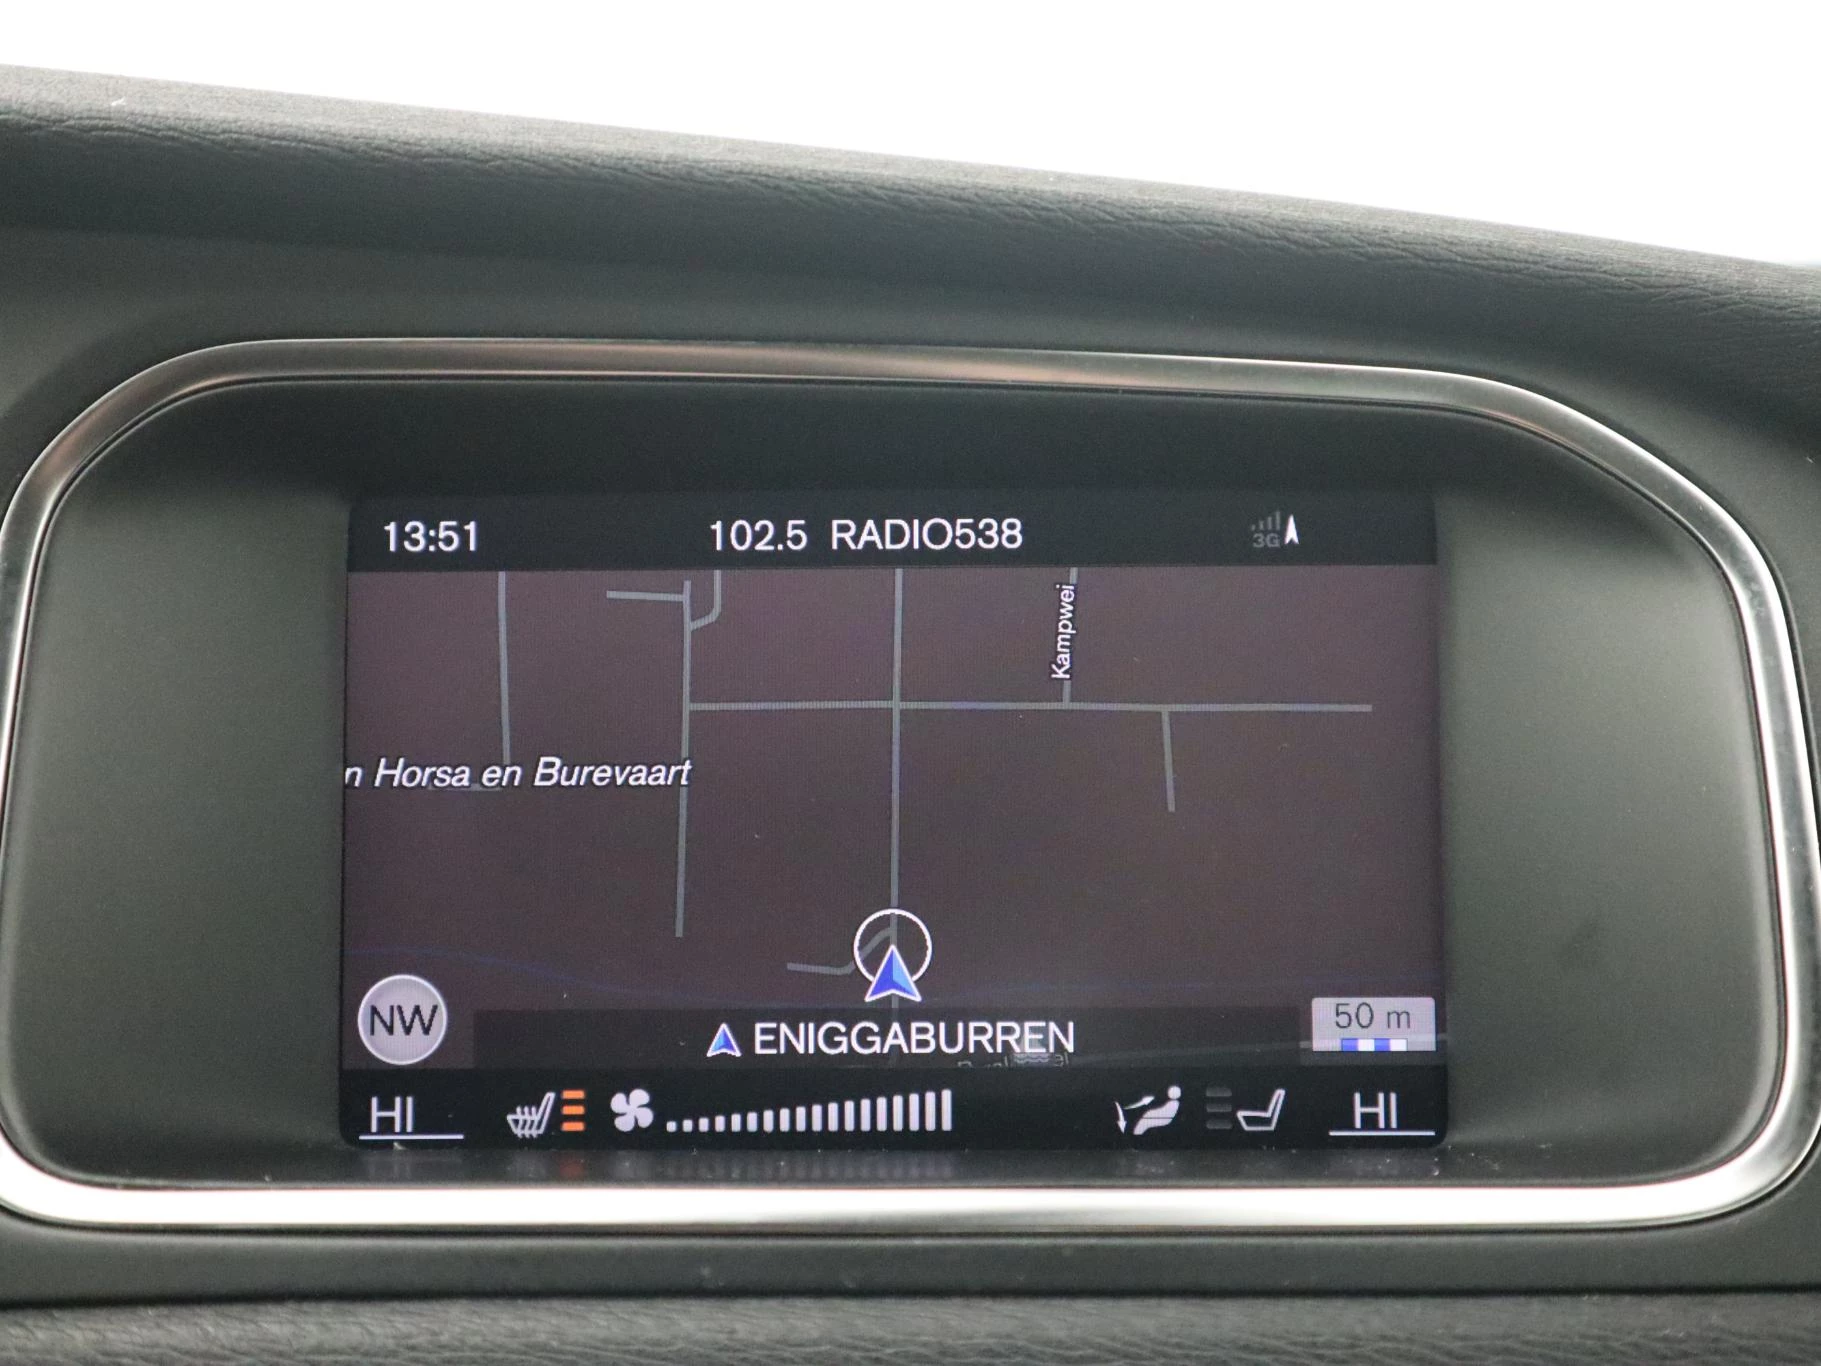 13:51 102.5 RADIO538 3G
Kampwei
n Horsa en Burevaart
NW
ENIGGABURREN
50 m
HI HI